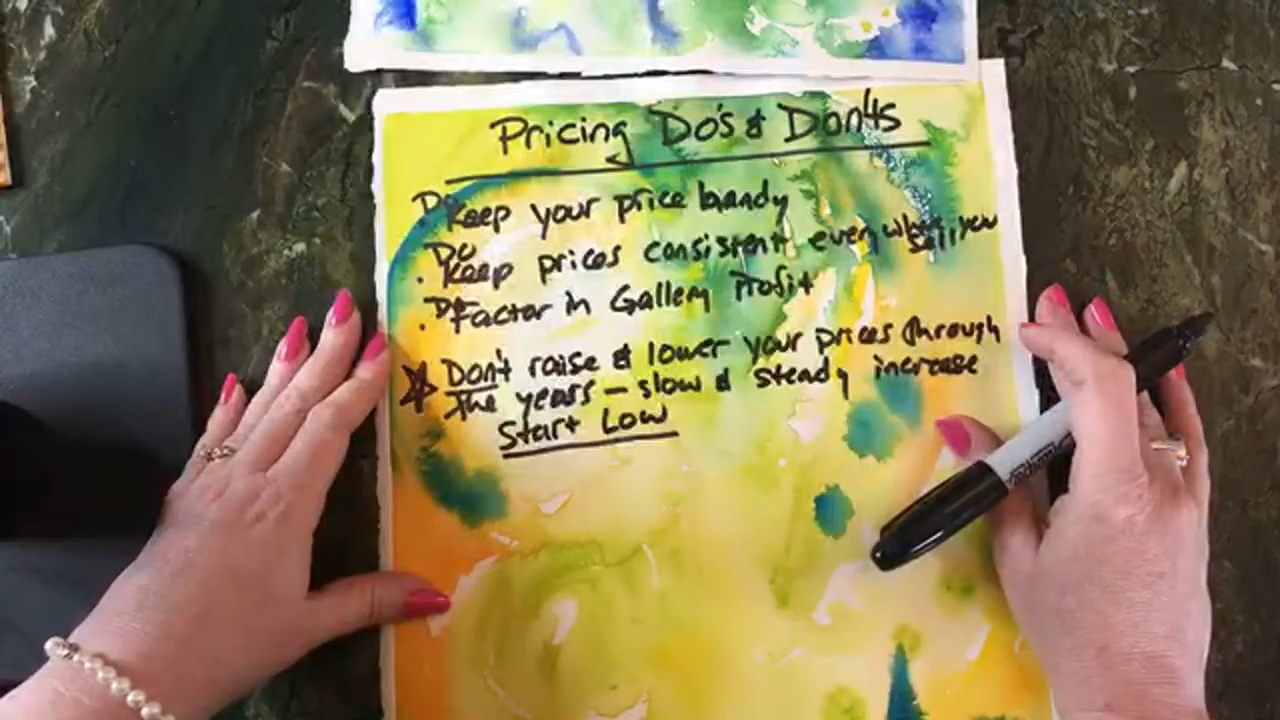 Pricing Do's & Don'ts
Do
. Keep your price handy
Do
. Keep prices consistent everywhere you
sell
. Do Factor in Gallery Profit
Don't raise & lower your prices through
the years - slow & steady increase
Start Low